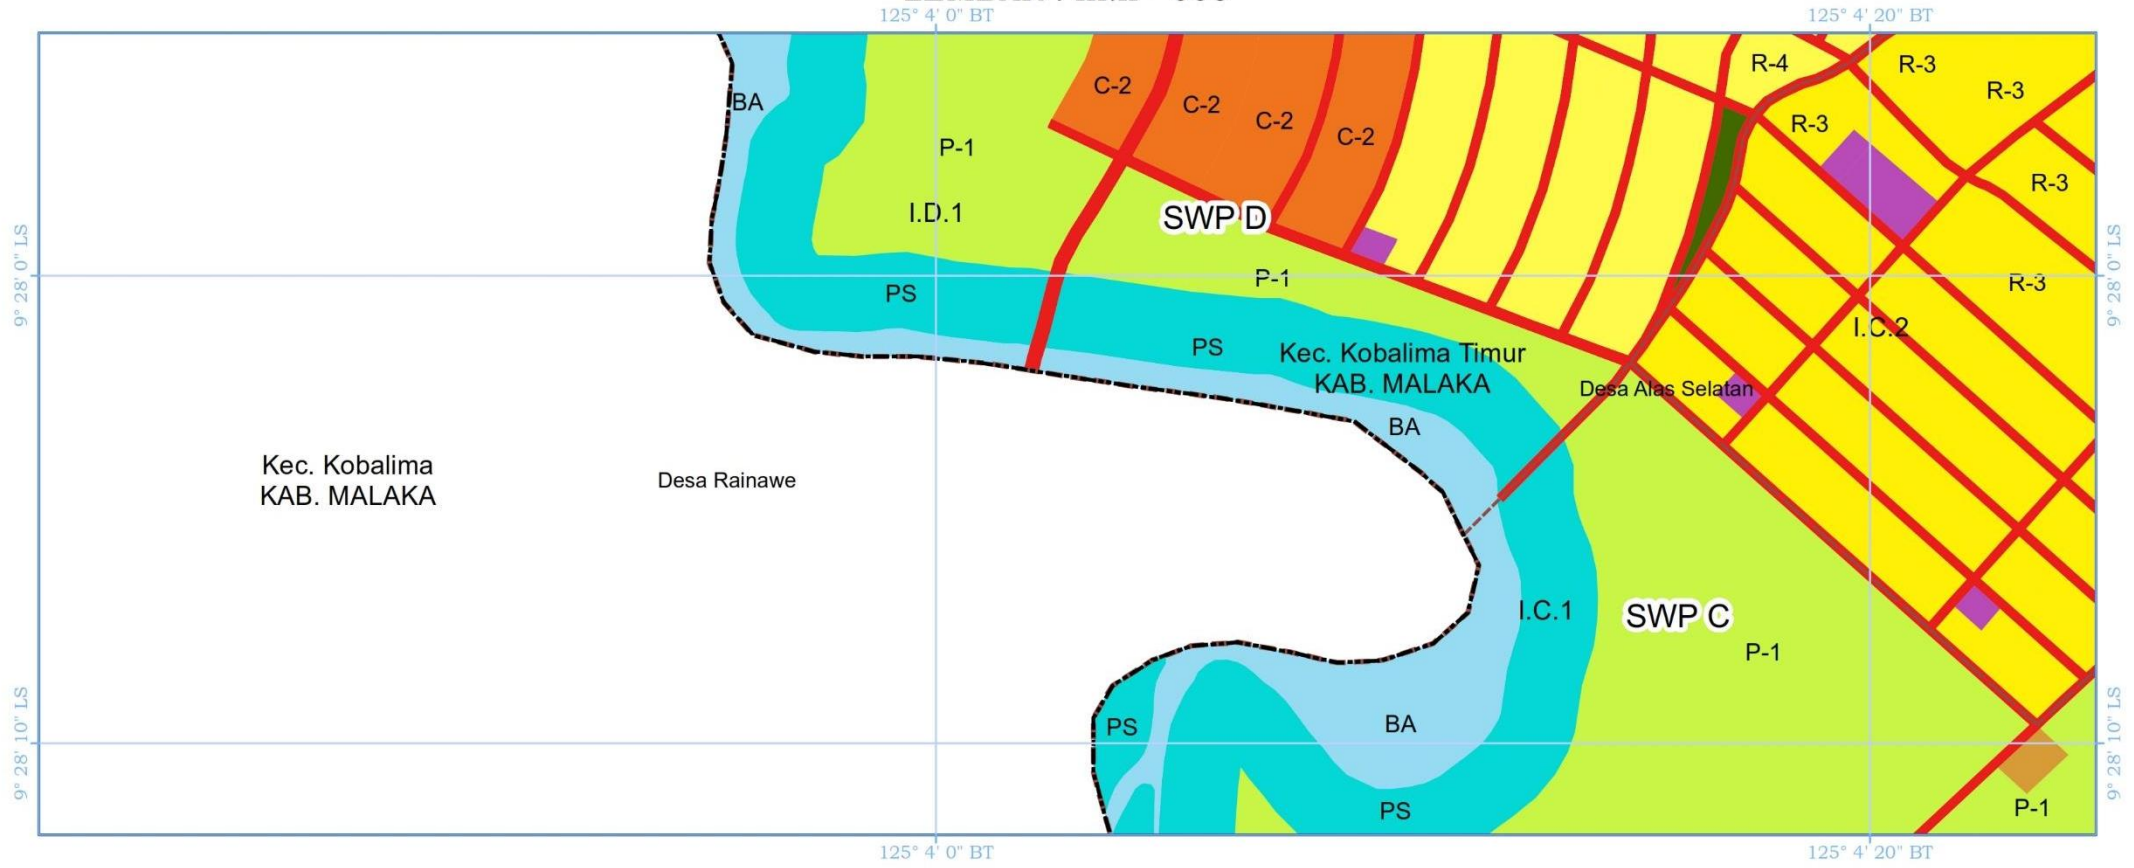 125° 4' 0" BT
125° 4' 20" BT
BA
P-1
I.D.1
C-2
C-2
C-2
C-2
R-4
R-3
R-3
R-3
R-3
R-3
SWP D
P-1
9° 28' 0" LS
9° 28' 0" LS
PS
PS
Kec. Kobalima Timur
KAB. MALAKA
I.C.2
Desa Alas Selatan
BA
Kec. Kobalima
KAB. MALAKA
Desa Rainawe
I.C.1
SWP C
P-1
PS
BA
9° 28' 10" LS
9° 28' 10" LS
PS
P-1
125° 4' 0" BT
125° 4' 20" BT